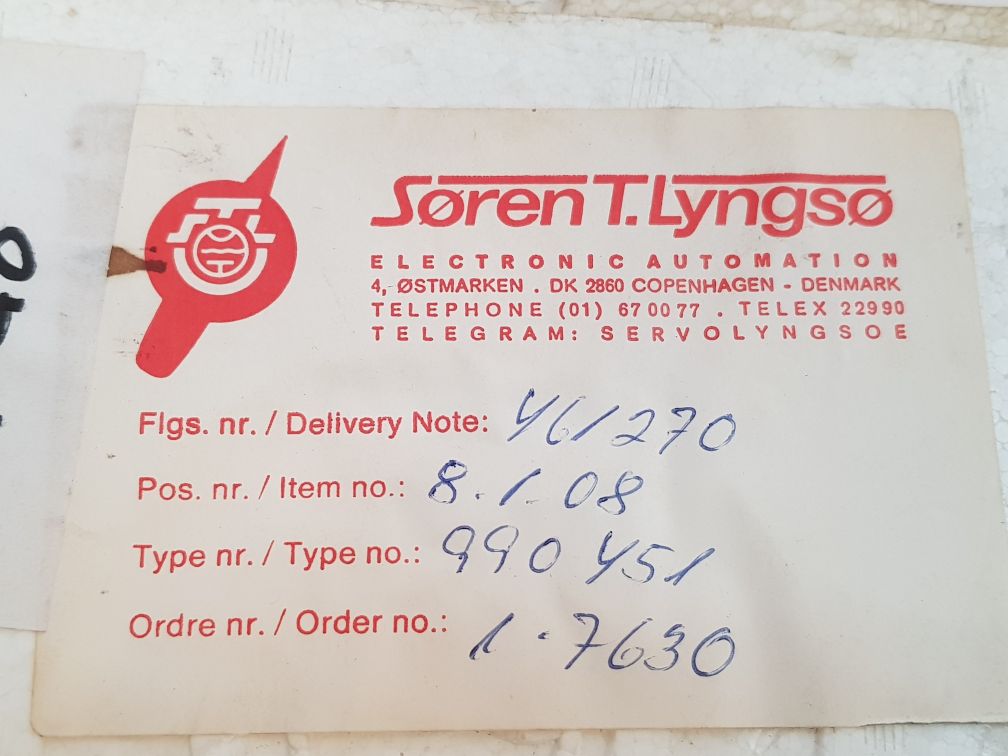 STL
Søren T. Lyngsø
ELECTRONIC AUTOMATION
4, ØSTMARKEN . DK 2860 COPENHAGEN - DENMARK
TELEPHONE (01) 67 00 77 . TELEX 22990
TELEGRAM: SERVOLYNGSOE
Flgs. nr. / Delivery Note: 461270
Pos. nr. / Item no.: 8.1.08
Type nr. / Type no.: 990 451
Ordre nr. / Order no.: 1.7630